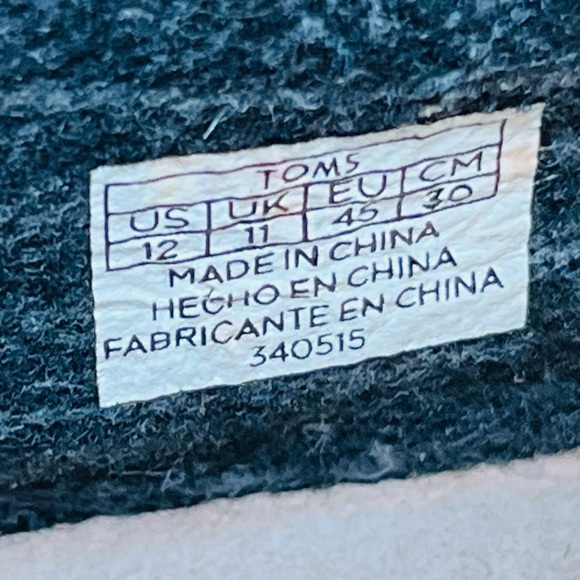 TOMS
US UK EU CM
12 11 45 30
MADE IN CHINA
HECHO EN CHINA
FABRICANTE EN CHINA
340515